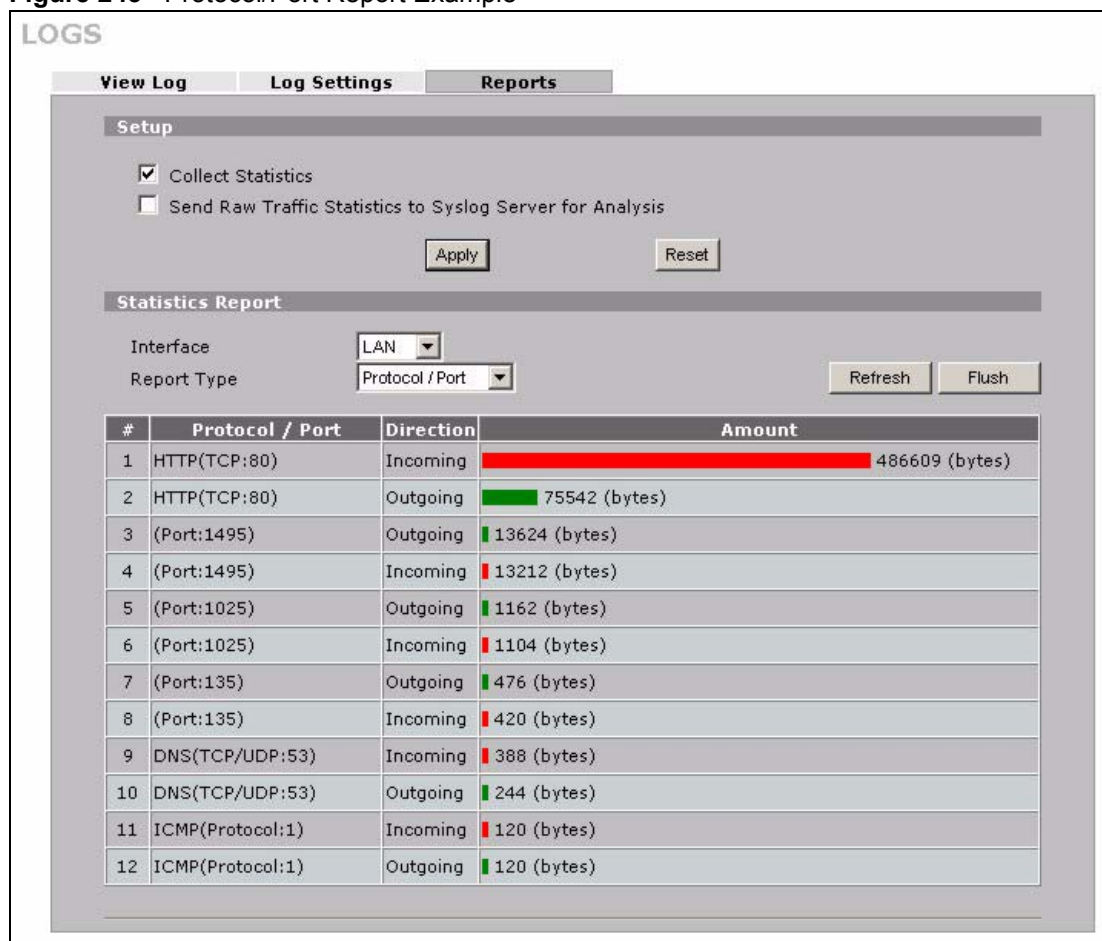 LOGS
View Log Log Settings Reports
Setup
Collect Statistics
Send Raw Traffic Statistics to Syslog Server for Analysis
Apply Reset
Statistics Report
Interface LAN
Report Type Protocol / Port Refresh Flush
# Protocol / Port Direction Amount
1 HTTP(TCP:80) Incoming 486609 (bytes)
2 HTTP(TCP:80) Outgoing 75542 (bytes)
3 (Port:1495) Outgoing 13624 (bytes)
4 (Port:1495) Incoming 13212 (bytes)
5 (Port:1025) Outgoing 1162 (bytes)
6 (Port:1025) Incoming 1104 (bytes)
7 (Port:135) Outgoing 476 (bytes)
8 (Port:135) Incoming 420 (bytes)
9 DNS(TCP/UDP:53) Incoming 388 (bytes)
10 DNS(TCP/UDP:53) Outgoing 244 (bytes)
11 ICMP(Protocol:1) Incoming 120 (bytes)
12 ICMP(Protocol:1) Outgoing 120 (bytes)